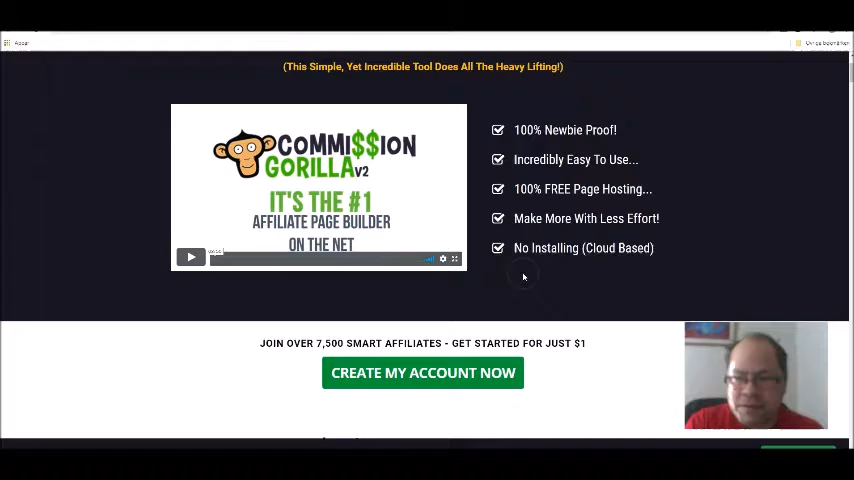 Appar
Övriga bokmärken
(This Simple, Yet Incredible Tool Does All The Heavy Lifting!)
COMMI$$ION
GORILLA v2
IT'S THE #1
AFFILIATE PAGE BUILDER
ON THE NET
100% Newbie Proof!
Incredibly Easy To Use...
100% FREE Page Hosting...
Make More With Less Effort!
No Installing (Cloud Based)
JOIN OVER 7,500 SMART AFFILIATES - GET STARTED FOR JUST $1
CREATE MY ACCOUNT NOW